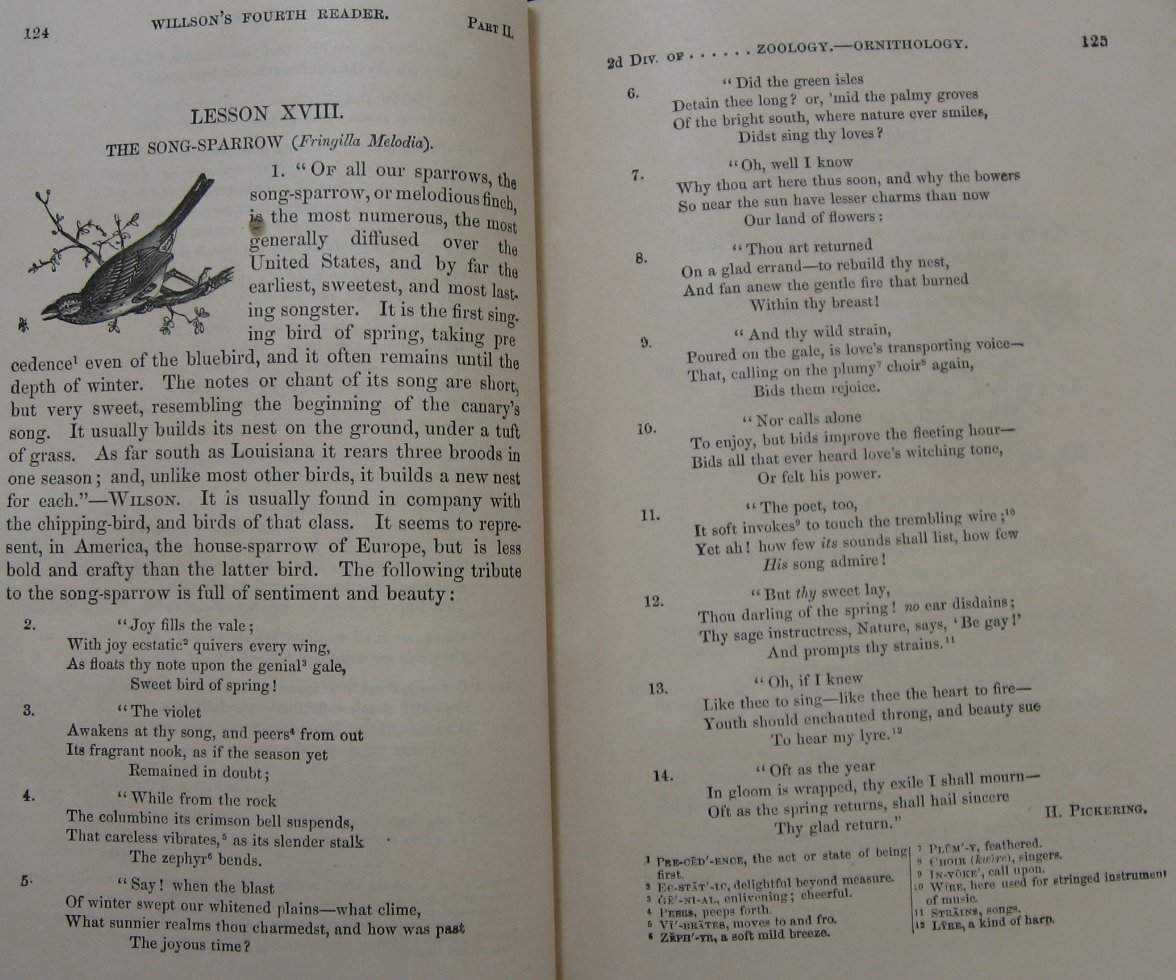 124 WILLSON'S FOURTH READER. PART II.
LESSON XVIII.
THE SONG-SPARROW (Fringilla Melodia).
1. "OF all our sparrows, the
song-sparrow, or melodious finch,
is the most numerous, the most
generally diffused over the
United States, and by far the
earliest, sweetest, and most last-
ing songster. It is the first sing-
ing bird of spring, taking pre
cedence¹ even of the bluebird, and it often remains until the
depth of winter. The notes or chant of its song are short,
but very sweet, resembling the beginning of the canary's
song. It usually builds its nest on the ground, under a tuft
of grass. As far south as Louisiana it rears three broods in
one season; and, unlike most other birds, it builds a new nest
for each."—WILSON. It is usually found in company with
the chipping-bird, and birds of that class. It seems to repre-
sent, in America, the house-sparrow of Europe, but is less
bold and crafty than the latter bird. The following tribute
to the song-sparrow is full of sentiment and beauty:
2. "Joy fills the vale;
With joy ecstatic² quivers every wing,
As floats thy note upon the genial³ gale,
Sweet bird of spring!
3. "The violet
Awakens at thy song, and peers⁴ from out
Its fragrant nook, as if the season yet
Remained in doubt;
4. "While from the rock
The columbine its crimson bell suspends,
That careless vibrates,⁵ as its slender stalk
The zephyr⁶ bends.
5. "Say! when the blast
Of winter swept our whitened plains—what clime,
What sunnier realms thou charmedst, and how was past
The joyous time?
2d DIV. OF . . . . . . ZOOLOGY.—ORNITHOLOGY. 125
6. "Did the green isles
Detain thee long? or, 'mid the palmy groves
Of the bright south, where nature ever smiles,
Didst sing thy loves?
7. "Oh, well I know
Why thou art here thus soon, and why the bowers
So near the sun have lesser charms than now
Our land of flowers:
8. "Thou art returned
On a glad errand—to rebuild thy nest,
And fan anew the gentle fire that burned
Within thy breast!
9. "And thy wild strain,
Poured on the gale, is love's transporting voice—
That, calling on the plumy⁷ choir⁸ again,
Bids them rejoice.
10. "Nor calls alone
To enjoy, but bids improve the fleeting hour—
Bids all that ever heard love's witching tone,
Or felt his power.
11. "The poet, too,
It soft invokes⁹ to touch the trembling wire;¹⁰
Yet ah! how few its sounds shall list, how few
His song admire!
12. "But thy sweet lay,
Thou darling of the spring! no ear disdains;
Thy sage instructress, Nature, says, 'Be gay!'
And prompts thy strains.¹¹
13. "Oh, if I knew
Like thee to sing—like thee the heart to fire—
Youth should enchanted throng, and beauty sue
To hear my lyre.¹²
14. "Oft as the year
In gloom is wrapped, thy exile I shall mourn—
Oft as the spring returns, shall hail sincere
Thy glad return."
H. PICKERING.
¹ PRE-CĒD'-ENCE, the act or state of being
first.
² EC-STĂT'-IC, delightful beyond measure.
³ ĠĒ'-NI-AL, enlivening; cheerful.
⁴ PEERS, peeps forth.
⁵ VĪ'-BRĀTES, moves to and fro.
⁶ ZĔPH'-YR, a soft mild breeze.
⁷ PLŪM'-Y, feathered.
⁸ CHOIR (kwire), singers.
⁹ IN-VŌKE', call upon.
¹⁰ WĪRE, here used for stringed instrument
of music.
¹¹ STRĀINS, songs.
¹² LȲRE, a kind of harp.